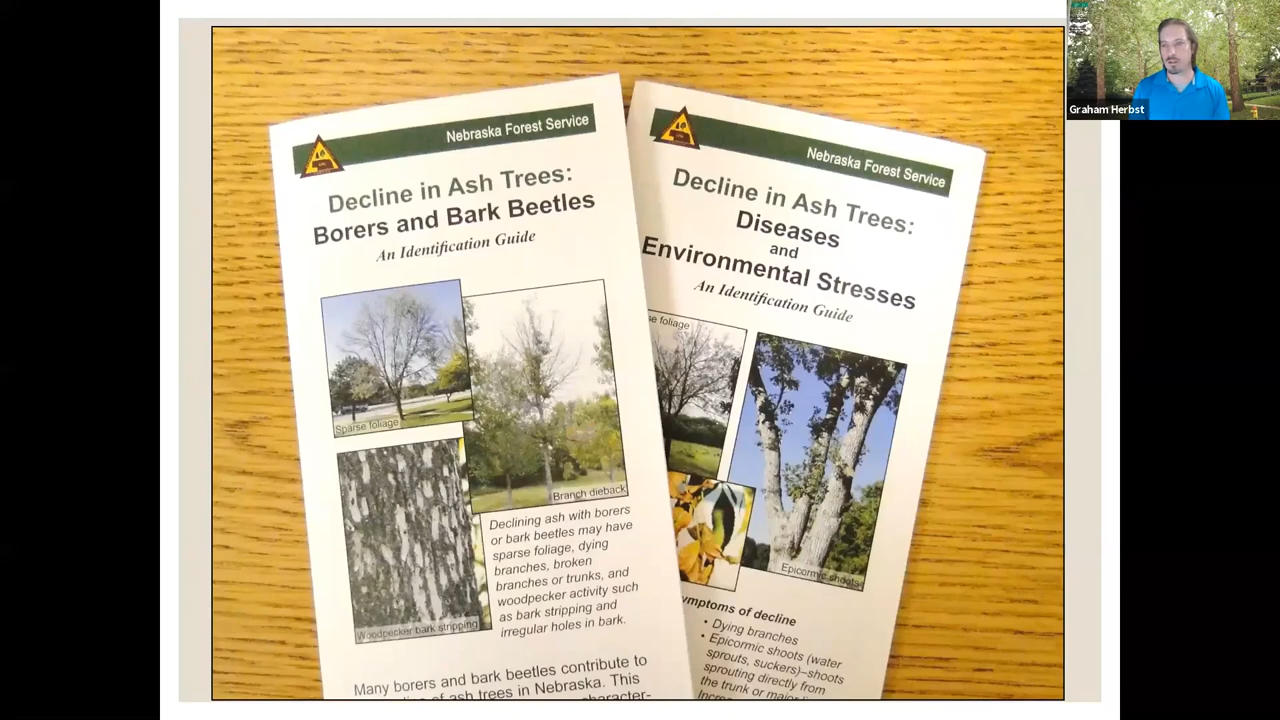 Graham Herbst
Nebraska Forest Service
Decline in Ash Trees:
Borers and Bark Beetles
An Identification Guide
Sparse foliage
Branch dieback
Woodpecker bark stripping
Declining ash with borers
or bark beetles may have
sparse foliage, dying
branches, broken
branches or trunks, and
woodpecker activity such
as bark stripping and
irregular holes in bark.
Many borers and bark beetles contribute to
of ash trees in Nebraska. This
character-
Nebraska Forest Service
Decline in Ash Trees:
Diseases
and
Environmental Stresses
An Identification Guide
se foliage
Epicormic shoots
ymptoms of decline
• Dying branches
• Epicormic shoots (water
sprouts, suckers)–shoots
sprouting directly from
the trunk or major